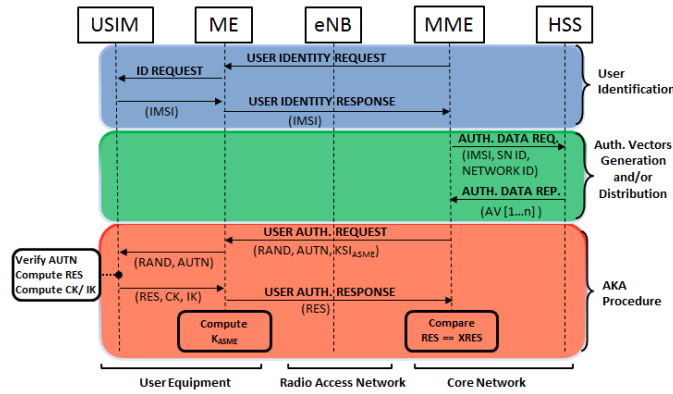 USIM ME eNB MME HSS
USER IDENTITY REQUEST
ID REQUEST
(IMSI)
USER IDENTITY RESPONSE
(IMSI)
User
Identification
AUTH. DATA REQ.
(IMSI, SN ID,
NETWORK ID)
AUTH. DATA REP.
(AV [1...n] )
Auth. Vectors
Generation
and/or
Distribution
USER AUTH. REQUEST
(RAND, AUTN, KSIASME)
(RAND, AUTN)
Verify AUTN
Compute RES
Compute CK/ IK
(RES, CK, IK)
USER AUTH. RESPONSE
(RES)
Compute
KASME
Compare
RES == XRES
AKA
Procedure
User Equipment
Radio Access Network
Core Network